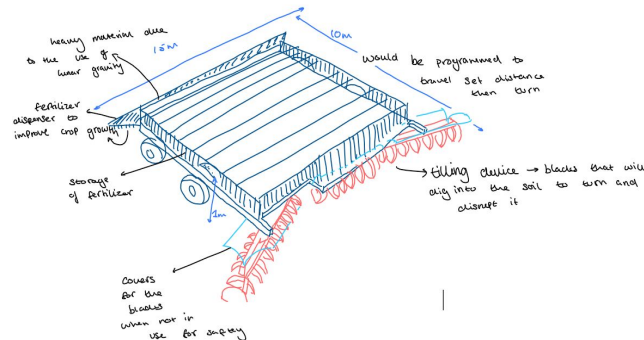 heavy material due
to the use of
linear gravity
15m
10m
would be programmed to
travel set distance
then turn
fertilizer
dispenser to
improve crop growth
storage
of fertilizer
1m
tilling device → blades that will
dig into the soil to turn and
disrupt it
Covers
for the
blades
when not in
use for safety